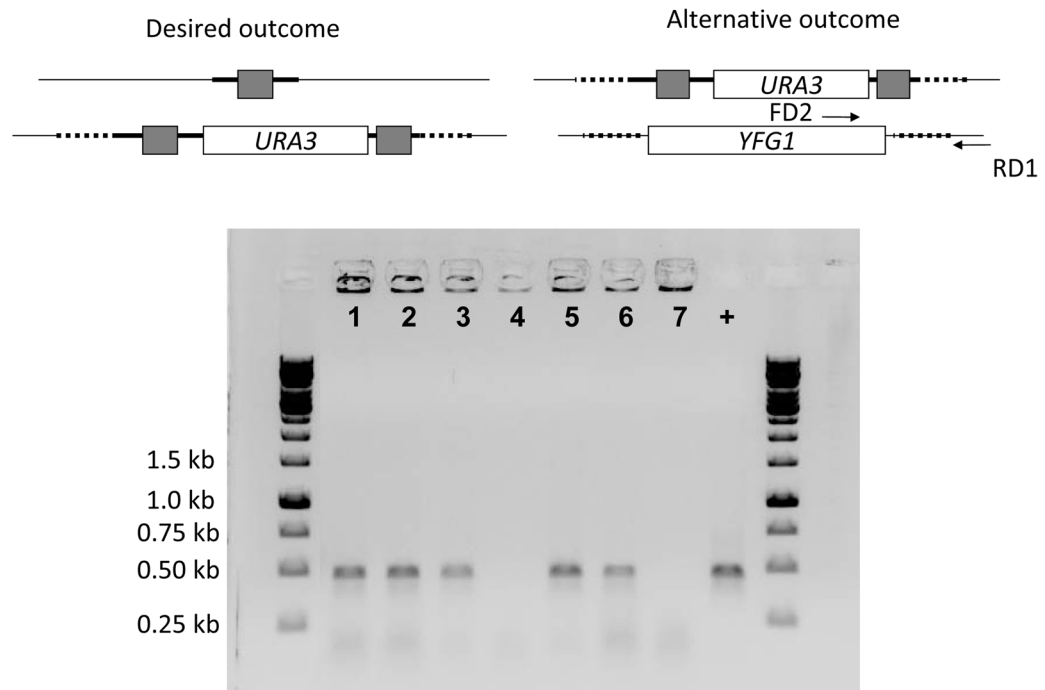 Desired outcome
Alternative outcome
URA3
URA3
FD2
YFG1
RD1
1 2 3 4 5 6 7 +
1.5 kb
1.0 kb
0.75 kb
0.50 kb
0.25 kb